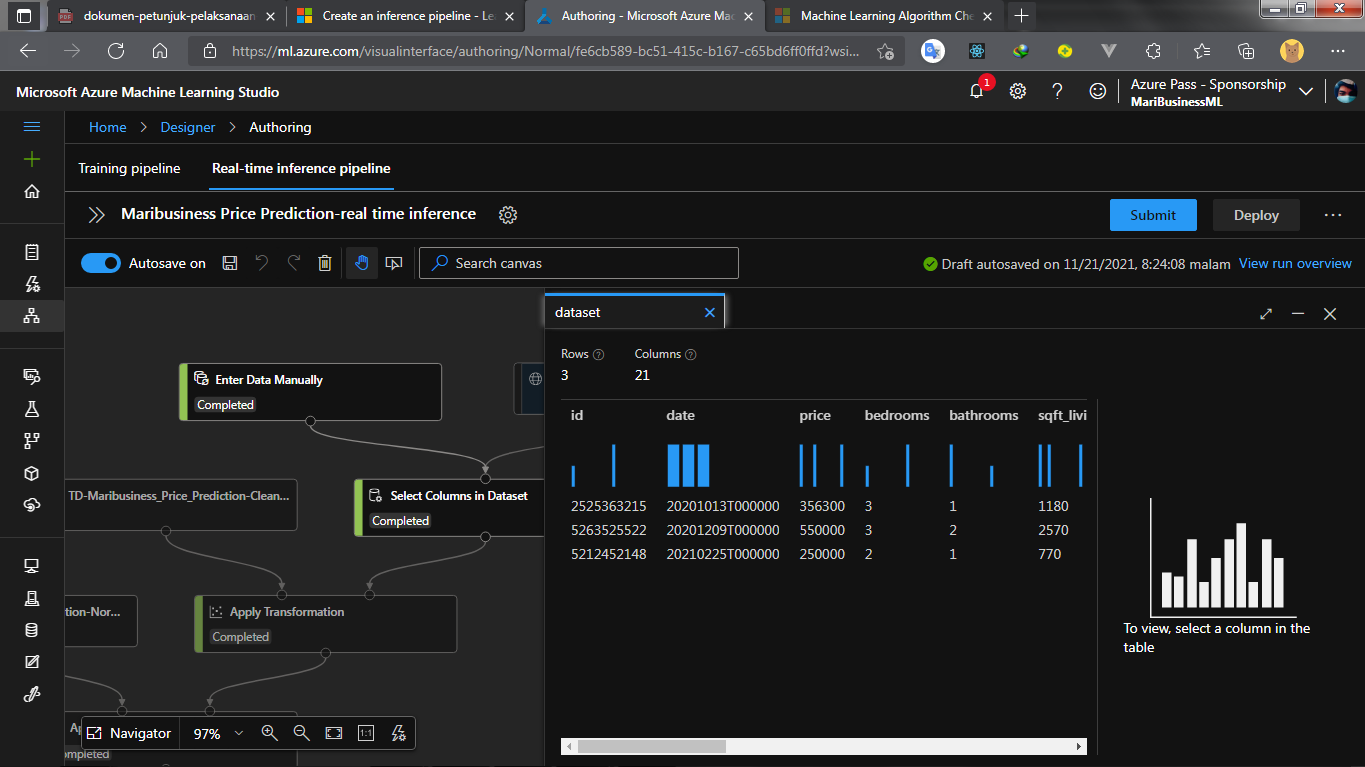 dokumen-petunjuk-pelaksanaan
Create an inference pipeline - Le
Authoring - Microsoft Azure Mac
Machine Learning Algorithm Che
https://ml.azure.com/visualinterface/authoring/Normal/fe6cb589-bc51-415c-b167-c65bd6ff0ffd?wsi...
Microsoft Azure Machine Learning Studio
1
Azure Pass - Sponsorship
MariBusinessML
Home > Designer > Authoring
Training pipeline
Real-time inference pipeline
Maribusiness Price Prediction-real time inference
Submit
Deploy
Autosave on
Search canvas
Draft autosaved on 11/21/2021, 8:24:08 malam
View run overview
dataset
Enter Data Manually
Completed
TD-Maribusiness_Price_Prediction-Clean...
Select Columns in Dataset
Completed
tion-Nor...
Apply Transformation
Completed
Ap
ompleted
Navigator
97%
1:1
Rows
Columns
3
21
id date price bedrooms bathrooms sqft_livi
2525363215 20201013T000000 356300 3 1 1180
5263525522 20201209T000000 550000 3 2 2570
5212452148 20210225T000000 250000 2 1 770
To view, select a column in the
table